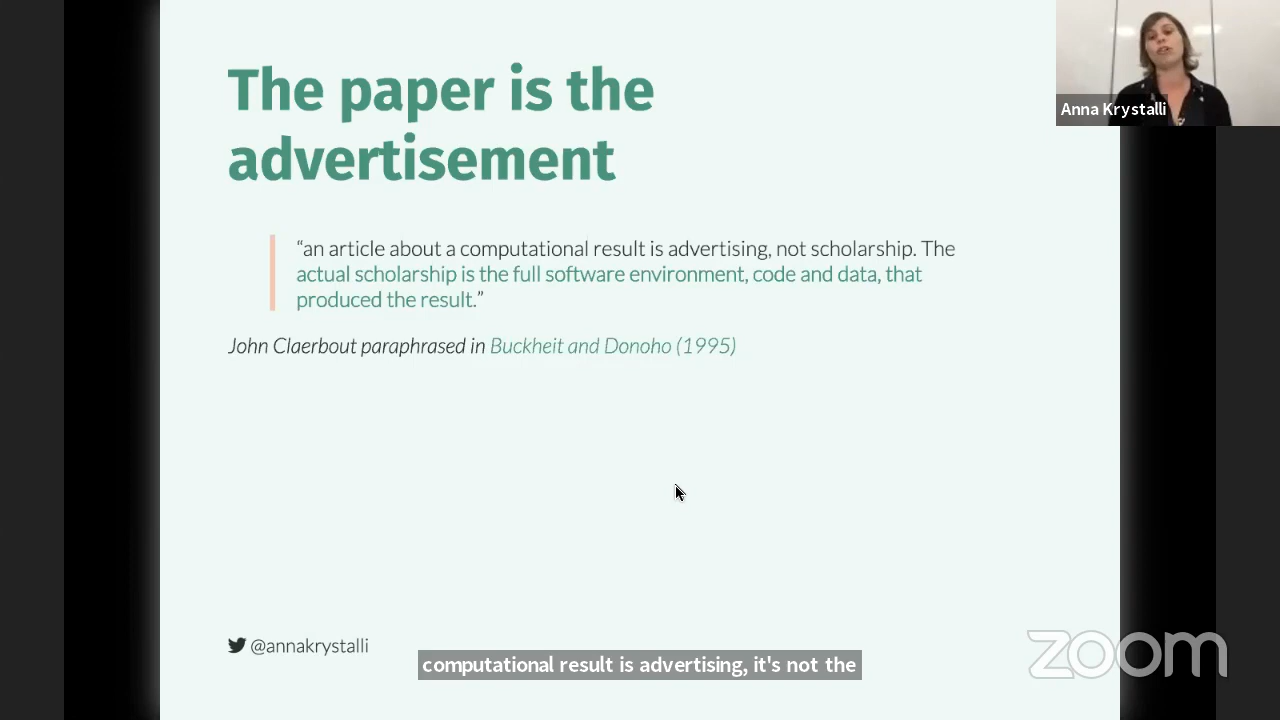 The paper is the
advertisement
Anna Krystalli
“an article about a computational result is advertising, not scholarship. The
actual scholarship is the full software environment, code and data, that
produced the result.”
John Claerbout paraphrased in Buckheit and Donoho (1995)
@annakrystalli
computational result is advertising, it's not the
zoom